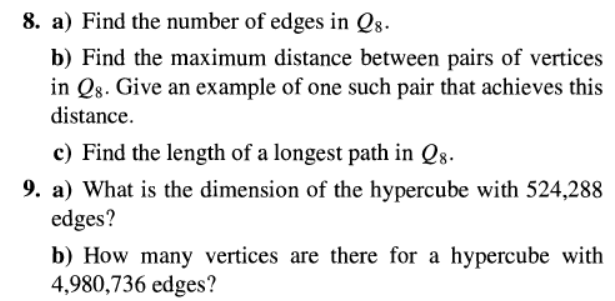 8. a) Find the number of edges in Q₈.
b) Find the maximum distance between pairs of vertices
in Q₈. Give an example of one such pair that achieves this
distance.
c) Find the length of a longest path in Q₈.
9. a) What is the dimension of the hypercube with 524,288
edges?
b) How many vertices are there for a hypercube with
4,980,736 edges?